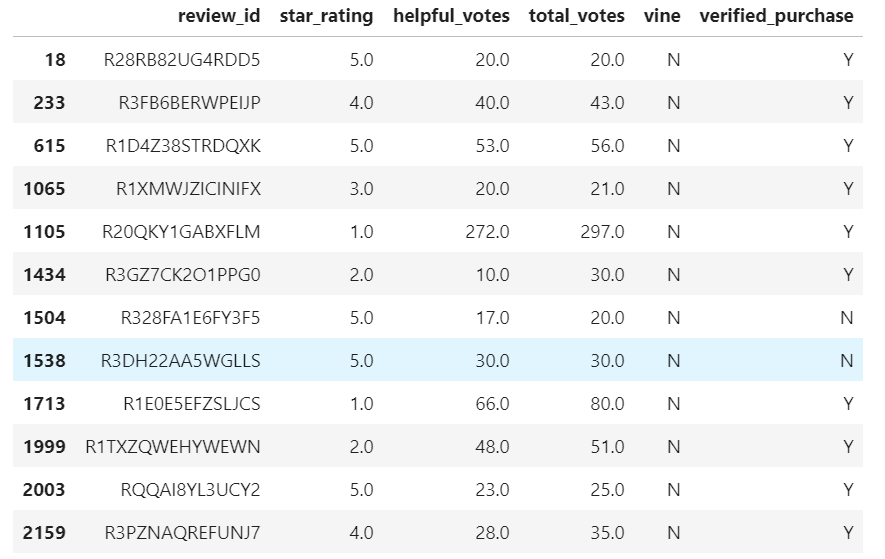 review_id star_rating helpful_votes total_votes vine verified_purchase
18 R28RB82UG4RDD5 5.0 20.0 20.0 N Y
233 R3FB6BERWPEIJP 4.0 40.0 43.0 N Y
615 R1D4Z38STRDQXK 5.0 53.0 56.0 N Y
1065 R1XMWJZICINIFX 3.0 20.0 21.0 N Y
1105 R20QKY1GABXFLM 1.0 272.0 297.0 N Y
1434 R3GZ7CK2O1PPG0 2.0 10.0 30.0 N Y
1504 R328FA1E6FY3F5 5.0 17.0 20.0 N N
1538 R3DH22AA5WGLLS 5.0 30.0 30.0 N N
1713 R1E0E5EFZSLJCS 1.0 66.0 80.0 N Y
1999 R1TXZQWEHYWEWN 2.0 48.0 51.0 N Y
2003 RQQAI8YL3UCY2 5.0 23.0 25.0 N Y
2159 R3PZNAQREFUNJ7 4.0 28.0 35.0 N Y